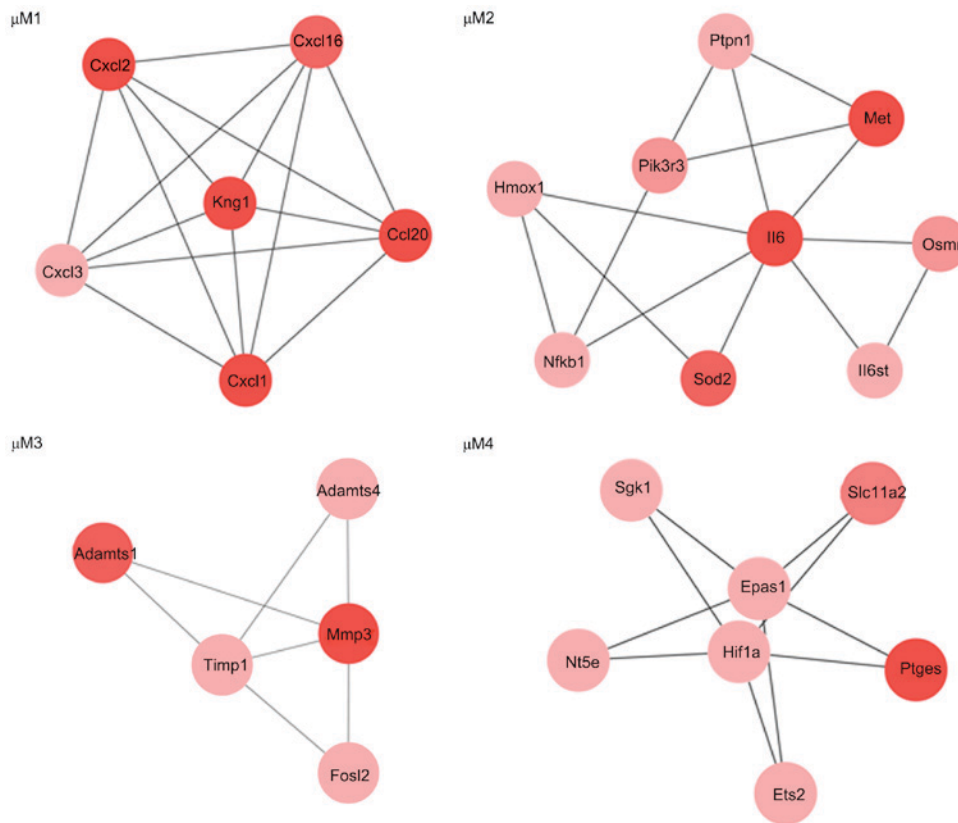 μM1
Cxcl2
Cxcl16
Kng1
Ccl20
Cxcl3
Cxcl1
μM2
Ptpn1
Met
Pik3r3
Hmox1
Il6
Osmr
Nfkb1
Sod2
Il6st
μM3
Adamts4
Adamts1
Mmp3
Timp1
Fosl2
μM4
Sgk1
Slc11a2
Epas1
Hif1a
Nt5e
Ptges
Ets2